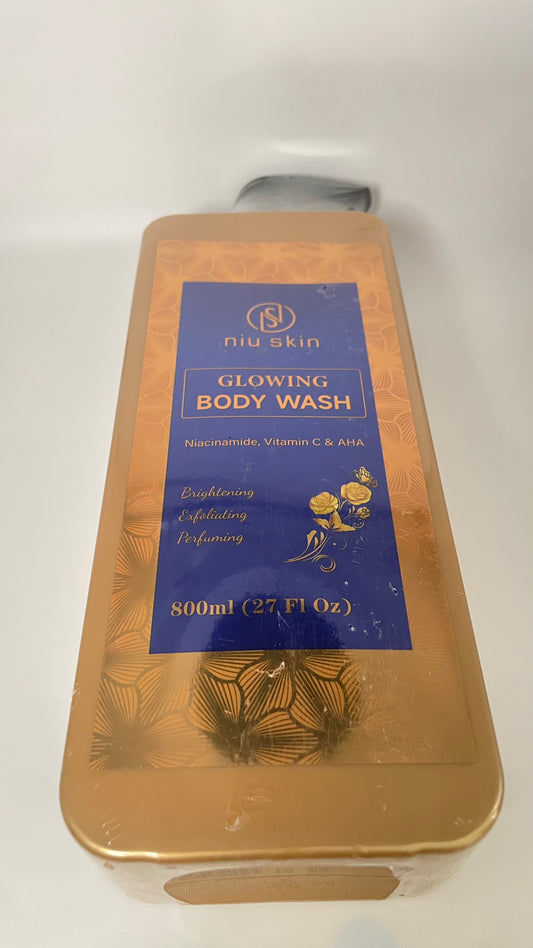 niu skin
GLOWING
BODY WASH
Niacinamide, Vitamin C & AHA
Brightening
Exfoliating
Perfuming
800ml (27 Fl Oz)